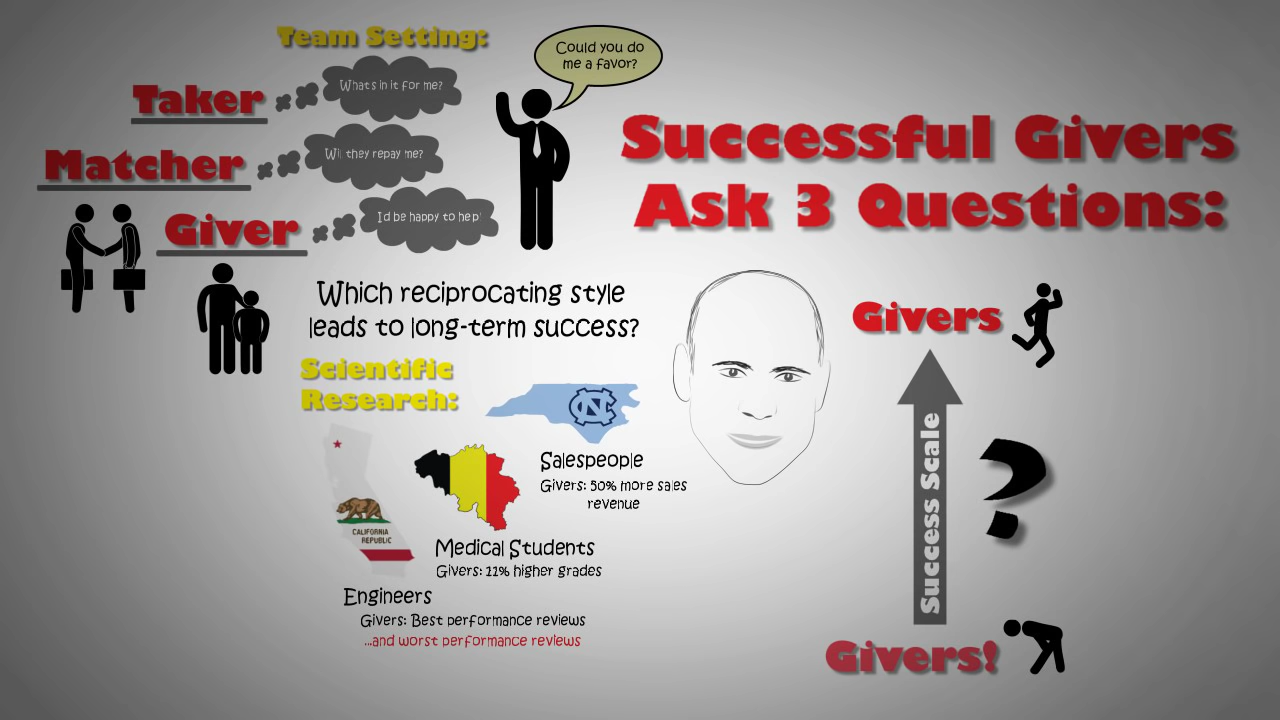 Team Setting:
Could you do
me a favor?
Taker
What's in it for me?
Matcher
Will they repay me?
Giver
I'd be happy to help!
Successful Givers
Ask 3 Questions:
Which reciprocating style
leads to long-term success?
Scientific
Research:
NC
Salespeople
Givers: 50% more sales
revenue
CALIFORNIA
REPUBLIC
Medical Students
Givers: 11% higher grades
Engineers
Givers: Best performance reviews
...and worst performance reviews
Givers
Success Scale
?
Givers!